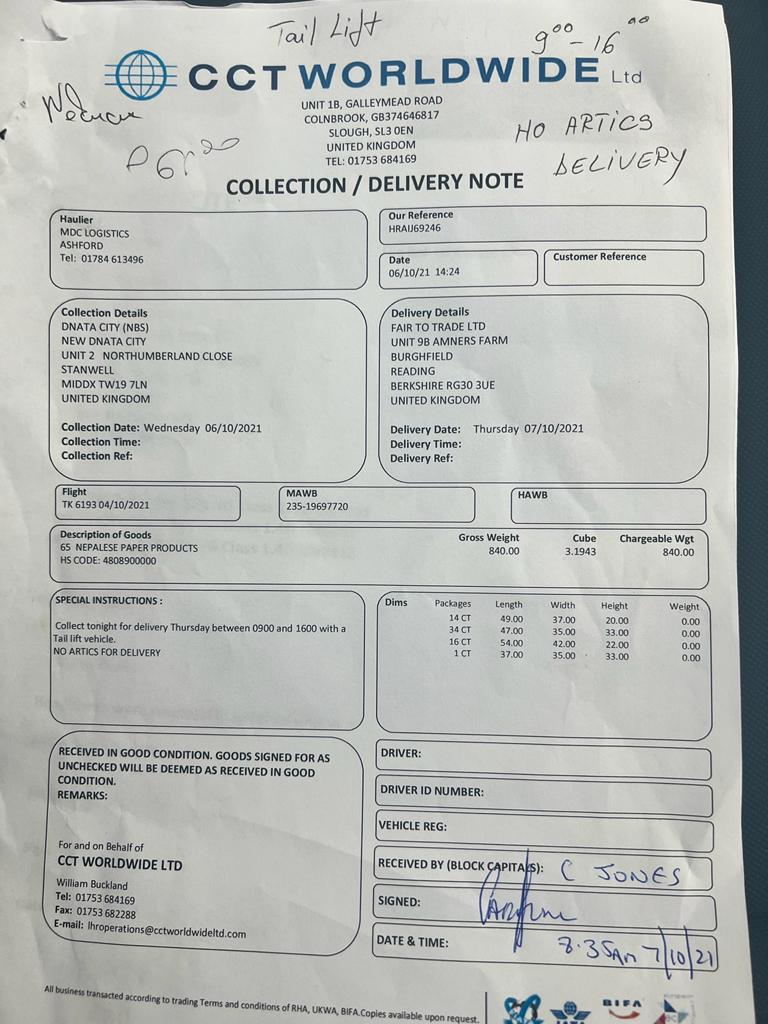 Tail Lift
9⁰⁰ - 16⁰⁰
CCT WORLDWIDE Ltd
UNIT 1B, GALLEYMEAD ROAD
COLNBROOK, GB374646817
SLOUGH, SL3 0EN
UNITED KINGDOM
TEL: 01753 684169
NO ARTICS
DELIVERY
COLLECTION / DELIVERY NOTE
Haulier
MDC LOGISTICS
ASHFORD
Tel: 01784 613496
Our Reference
HRAIJ69246
Date
06/10/21 14:24
Customer Reference
Collection Details
DNATA CITY (NBS)
NEW DNATA CITY
UNIT 2 NORTHUMBERLAND CLOSE
STANWELL
MIDDX TW19 7LN
UNITED KINGDOM
Collection Date: Wednesday 06/10/2021
Collection Time:
Collection Ref:
Delivery Details
FAIR TO TRADE LTD
UNIT 9B AMNERS FARM
BURGHFIELD
READING
BERKSHIRE RG30 3UE
UNITED KINGDOM
Delivery Date: Thursday 07/10/2021
Delivery Time:
Delivery Ref:
Flight
TK 6193 04/10/2021
MAWB
235-19697720
HAWB
Description of Goods Gross Weight Cube Chargeable Wgt
65 NEPALESE PAPER PRODUCTS 840.00 3.1943 840.00
HS CODE: 4808900000
SPECIAL INSTRUCTIONS :
Collect tonight for delivery Thursday between 0900 and 1600 with a
Tail lift vehicle.
NO ARTICS FOR DELIVERY
Dims Packages Length Width Height Weight
14 CT 49.00 37.00 20.00 0.00
34 CT 47.00 35.00 33.00 0.00
16 CT 54.00 42.00 22.00 0.00
1 CT 37.00 35.00 33.00 0.00
RECEIVED IN GOOD CONDITION. GOODS SIGNED FOR AS
UNCHECKED WILL BE DEEMED AS RECEIVED IN GOOD
CONDITION.
REMARKS:
For and on Behalf of
CCT WORLDWIDE LTD
William Buckland
Tel: 01753 684169
Fax: 01753 682288
E-mail: lhroperations@cctworldwideltd.com
DRIVER:
DRIVER ID NUMBER:
VEHICLE REG:
RECEIVED BY (BLOCK CAPITALS): C JONES
SIGNED:
DATE & TIME: 8.35AM 7/10/21
All business transacted according to trading Terms and conditions of RHA, UKWA, BIFA.Copies available upon request.
BIFA